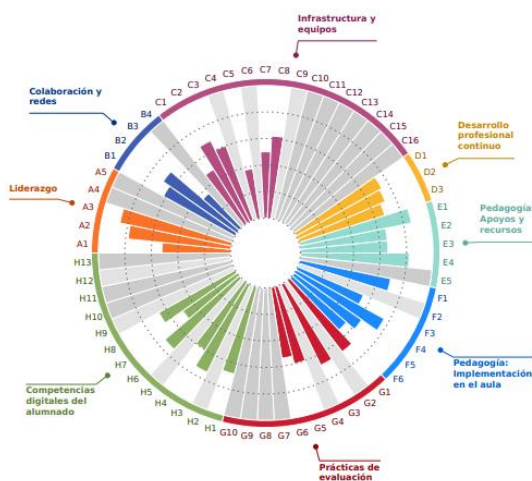 Infrastructura y
equipos
Colaboración y
redes
Desarrollo
profesional
continuo
Liderazgo
Pedagogía:
Apoyos y
recursos
Pedagogía:
Implementación
en el aula
Competencias
digitales del
alumnado
Prácticas de
evaluación
C1
C2
C3
C4
C5
C6
C7
C8
C9
C10
C11
C12
C13
C14
C15
C16
D1
D2
D3
E1
E2
E3
E4
E5
F1
F2
F3
F4
F5
F6
G1
G2
G3
G4
G5
G6
G7
G8
G9
G10
H1
H2
H3
H4
H5
H6
H7
H8
H9
H10
H11
H12
H13
A1
A2
A3
A4
A5
B1
B2
B3
B4